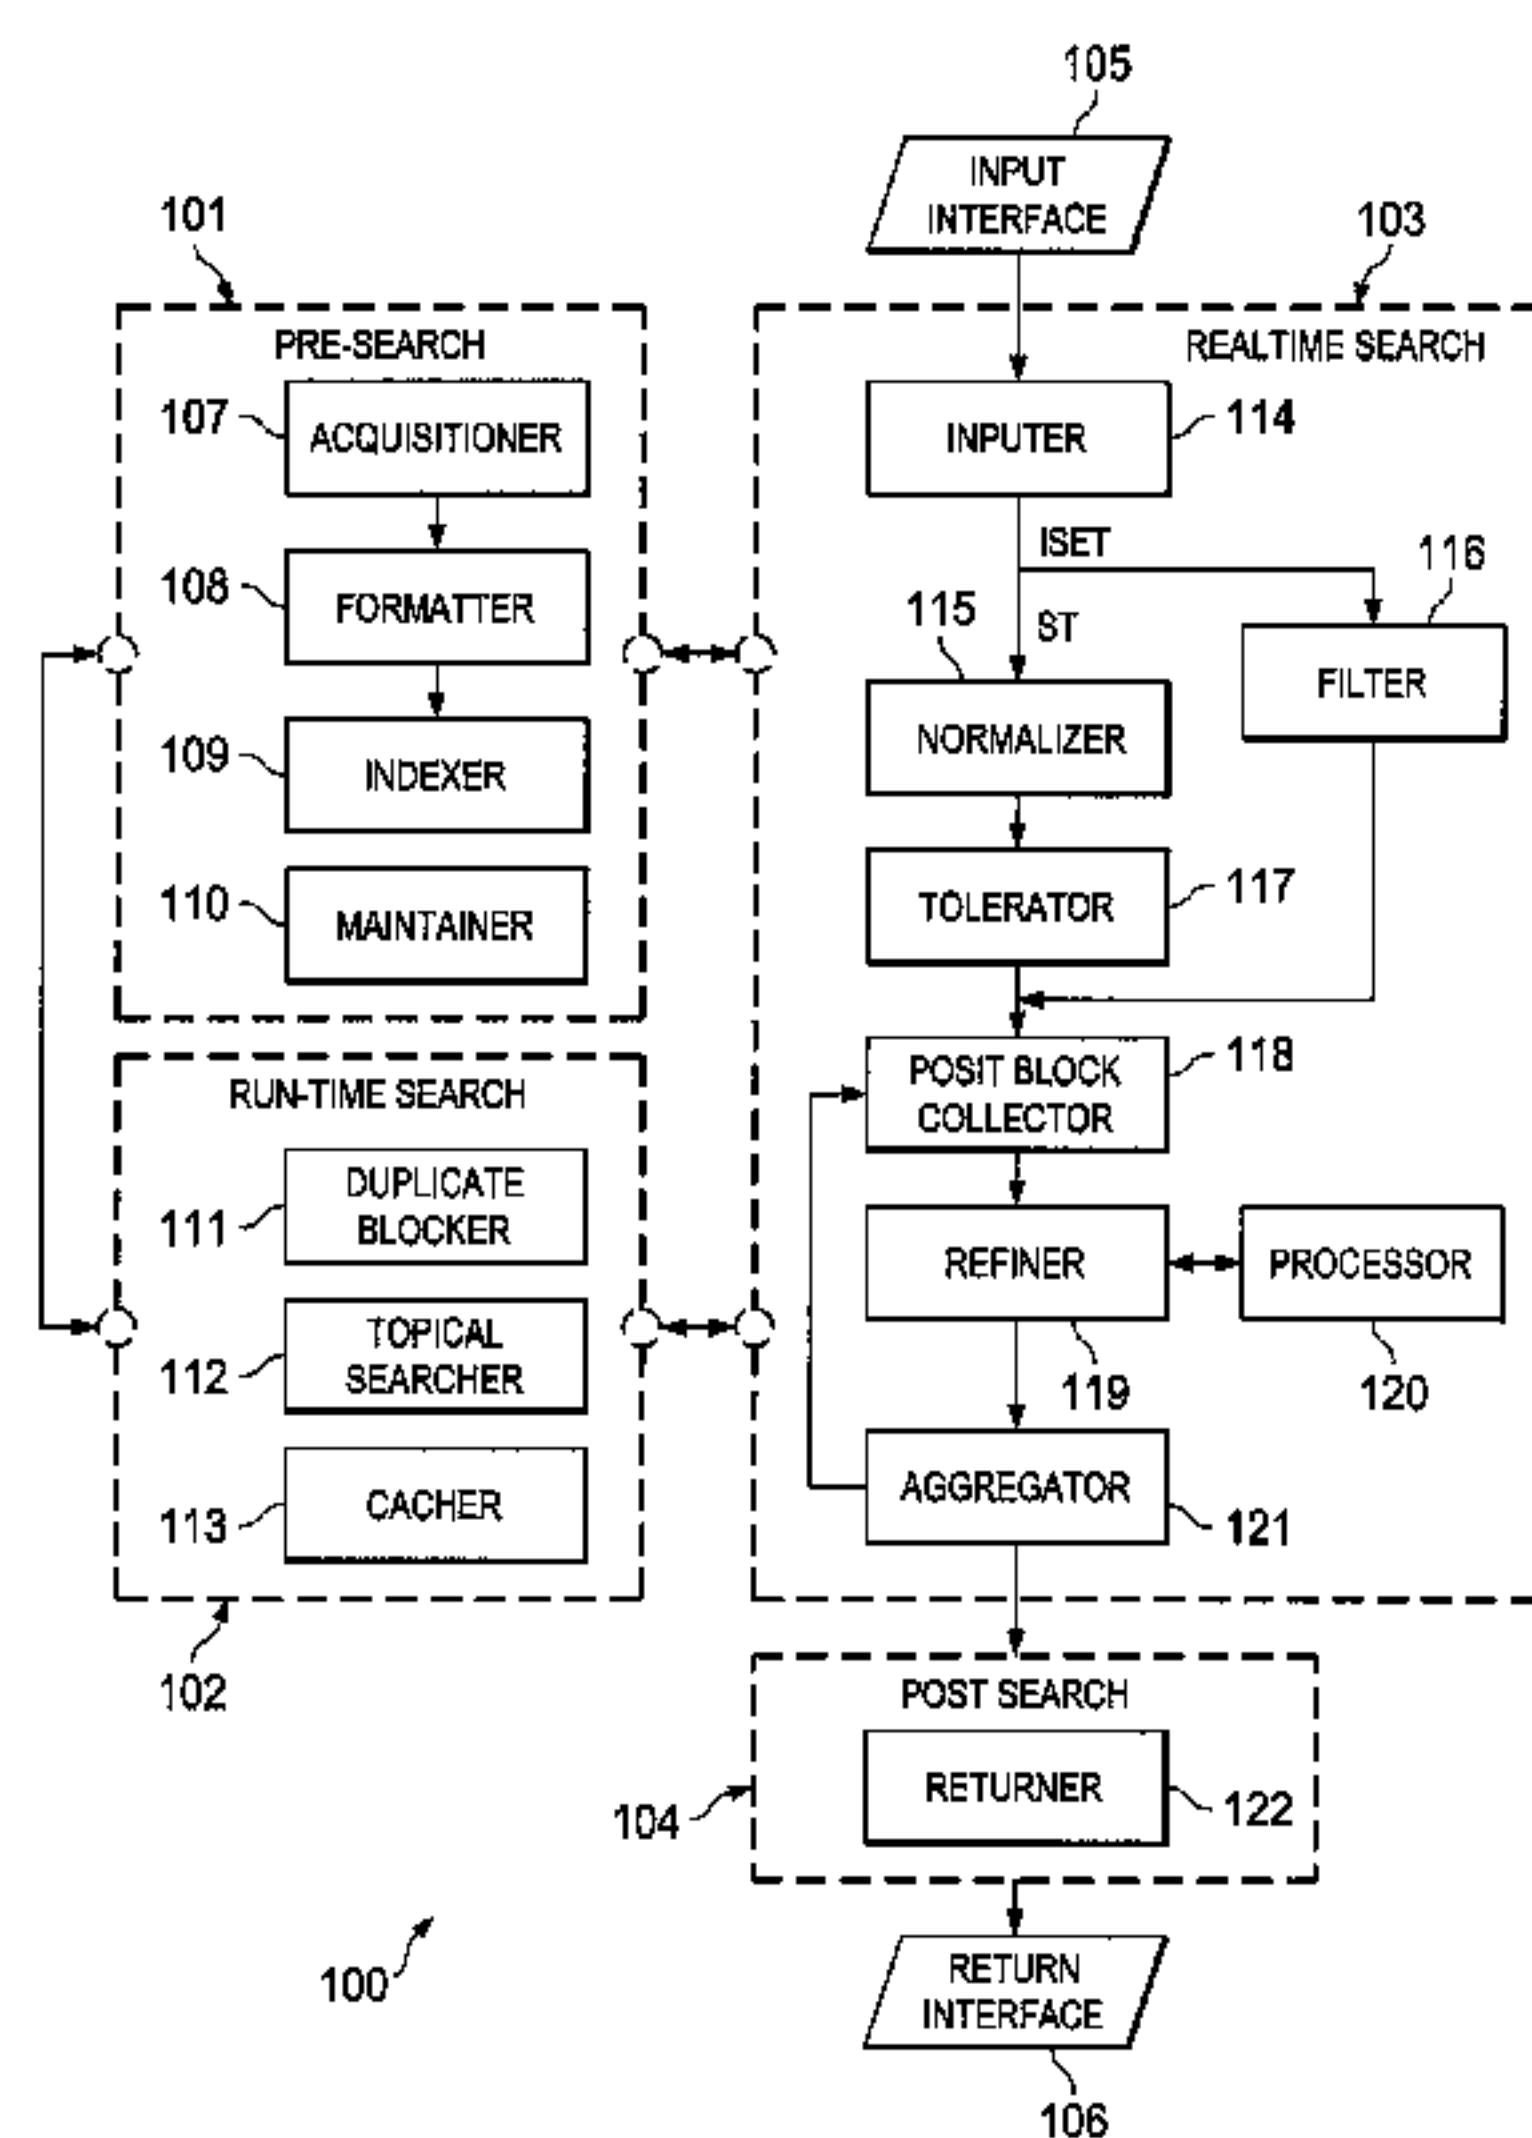 105
INPUT
INTERFACE
101
103
PRE-SEARCH
REALTIME SEARCH
107
ACQUISITIONER
INPUTER
114
ISET
116
108
FORMATTER
115
ST
FILTER
109
INDEXER
NORMALIZER
110
MAINTAINER
TOLERATOR
117
RUN-TIME SEARCH
POSIT BLOCK
COLLECTOR
118
111
DUPLICATE
BLOCKER
REFINER
PROCESSOR
112
TOPICAL
SEARCHER
119
120
113
CACHER
AGGREGATOR
121
102
POST SEARCH
RETURNER
104
122
100
RETURN
INTERFACE
106